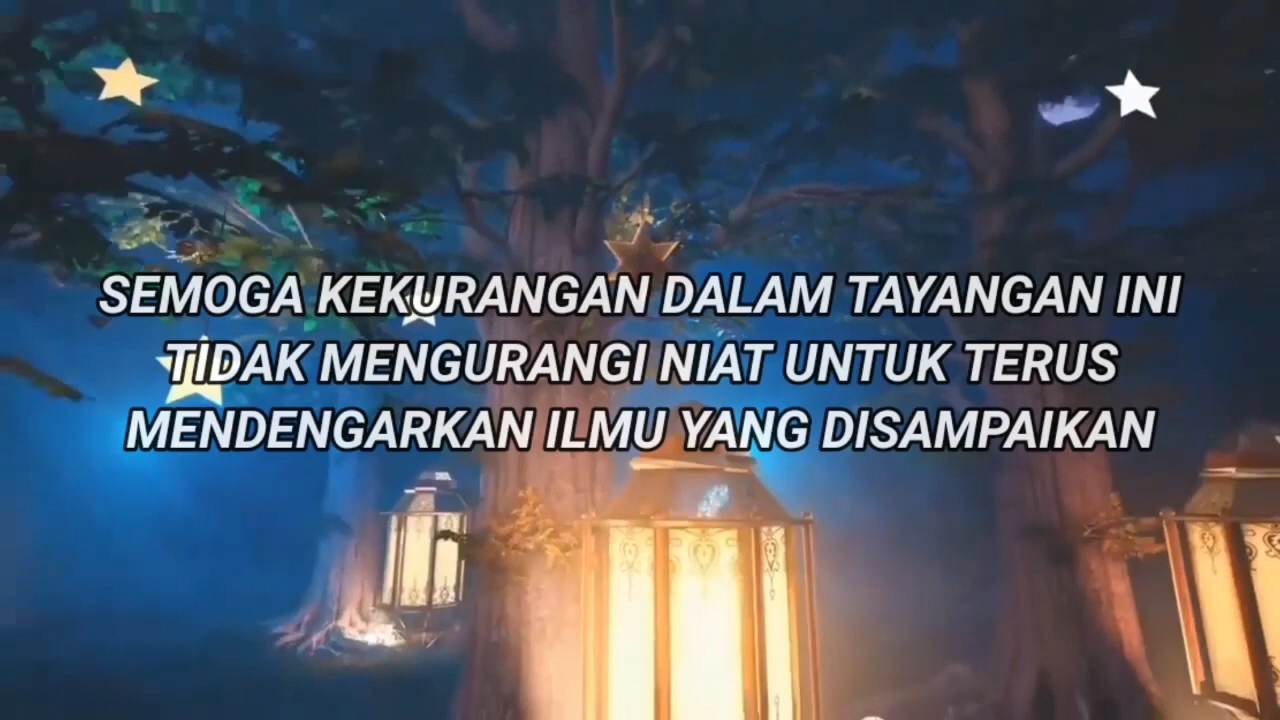 SEMOGA KEKURANGAN DALAM TAYANGAN INI
TIDAK MENGURANGI NIAT UNTUK TERUS
MENDENGARKAN ILMU YANG DISAMPAIKAN